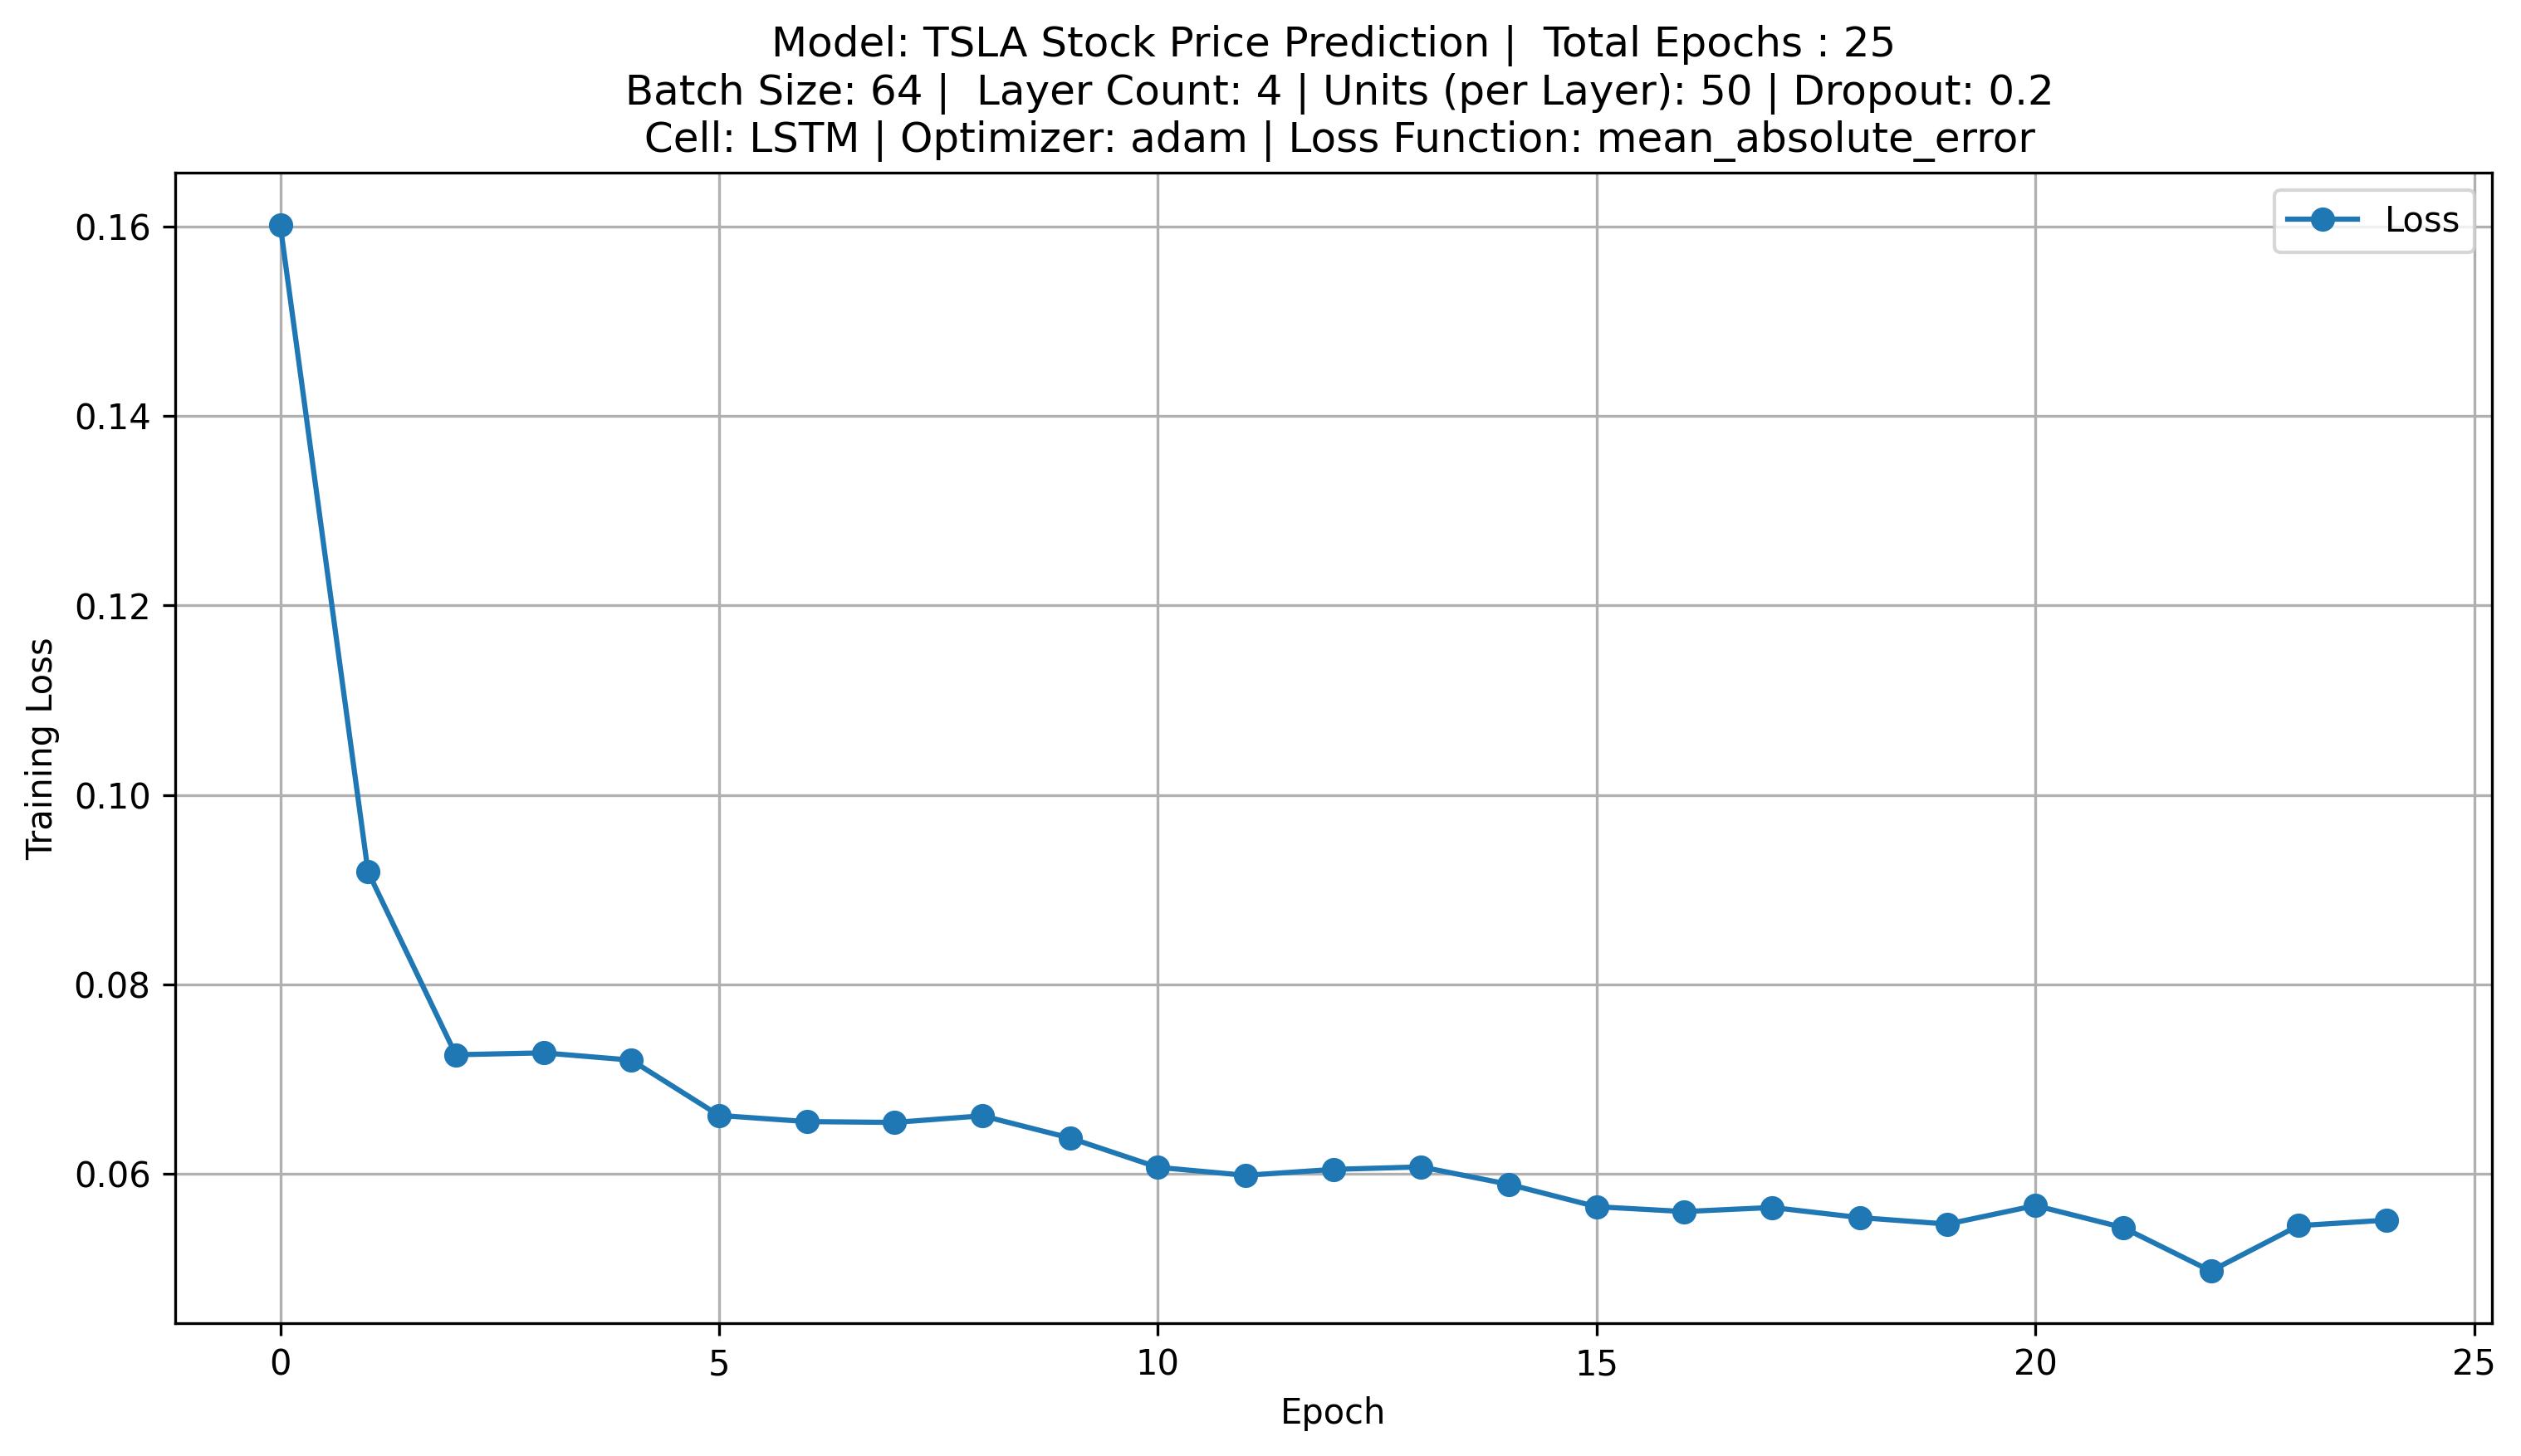 Model: TSLA Stock Price Prediction |  Total Epochs : 25
Batch Size: 64 |  Layer Count: 4 | Units (per Layer): 50 | Dropout: 0.2
Cell: LSTM | Optimizer: adam | Loss Function: mean_absolute_error
Loss
Training Loss
0.16
0.14
0.12
0.10
0.08
0.06
0 5 10 15 20 25
Epoch